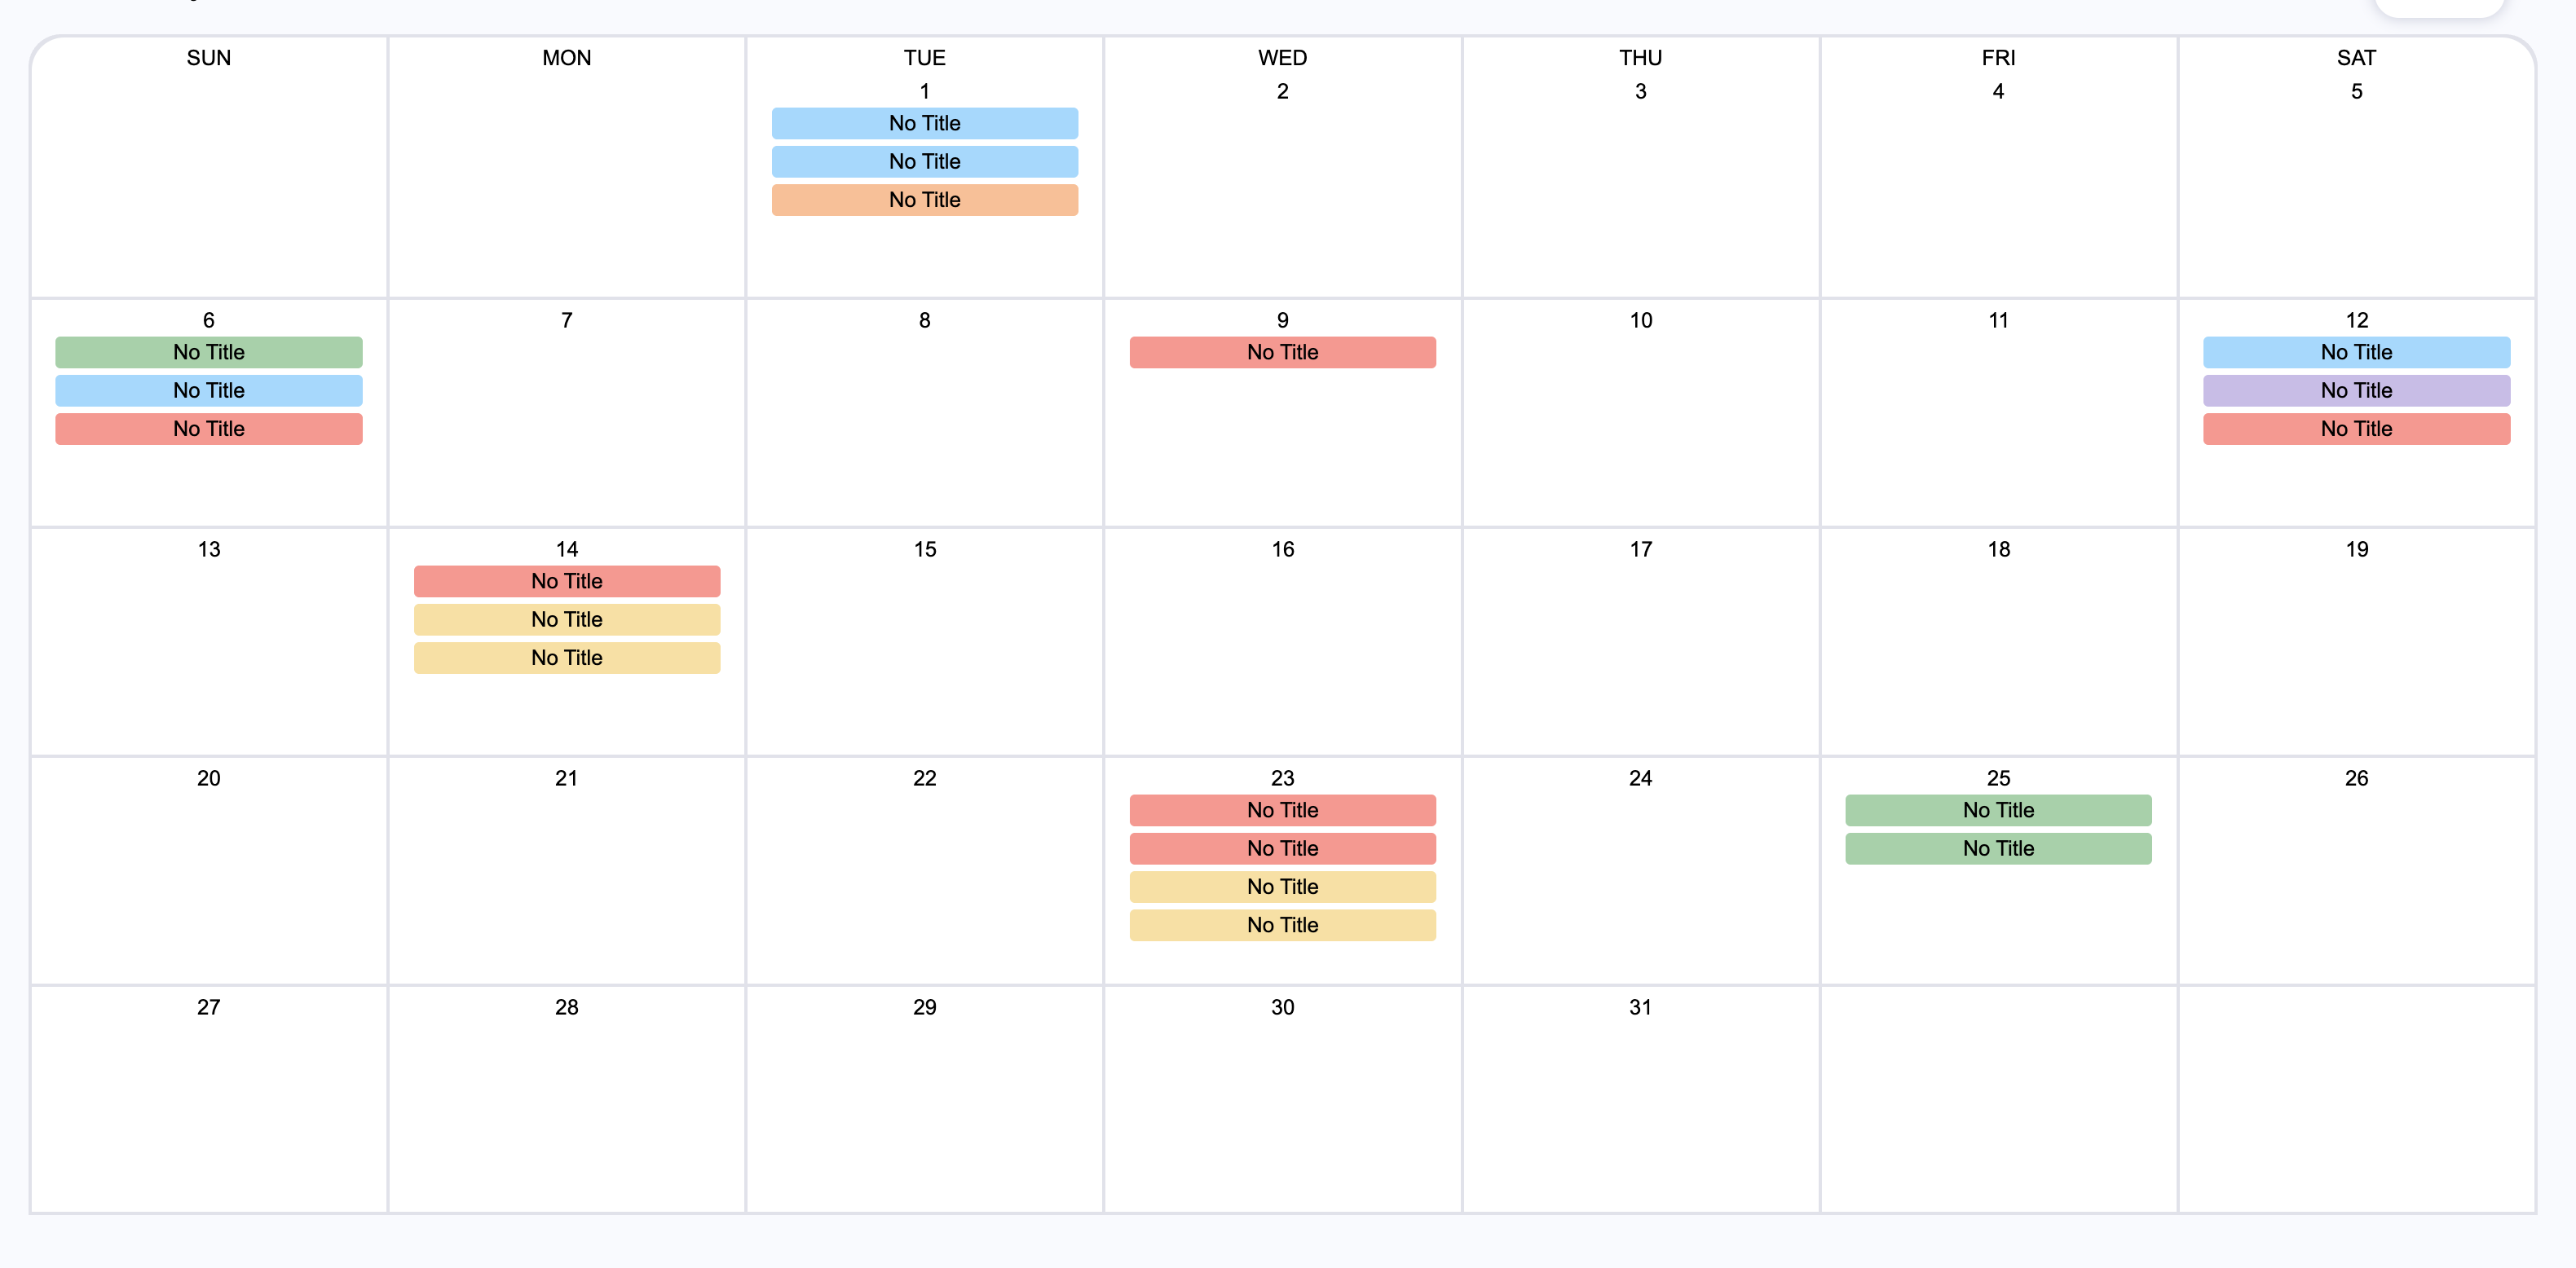 SUN MON TUE WED THU FRI SAT
1 2 3 4 5
No Title
No Title
No Title
6 7 8 9 10 11 12
No Title No Title No Title
No Title No Title
No Title No Title
13 14 15 16 17 18 19
No Title
No Title
No Title
20 21 22 23 24 25 26
No Title No Title
No Title No Title
No Title
No Title
27 28 29 30 31